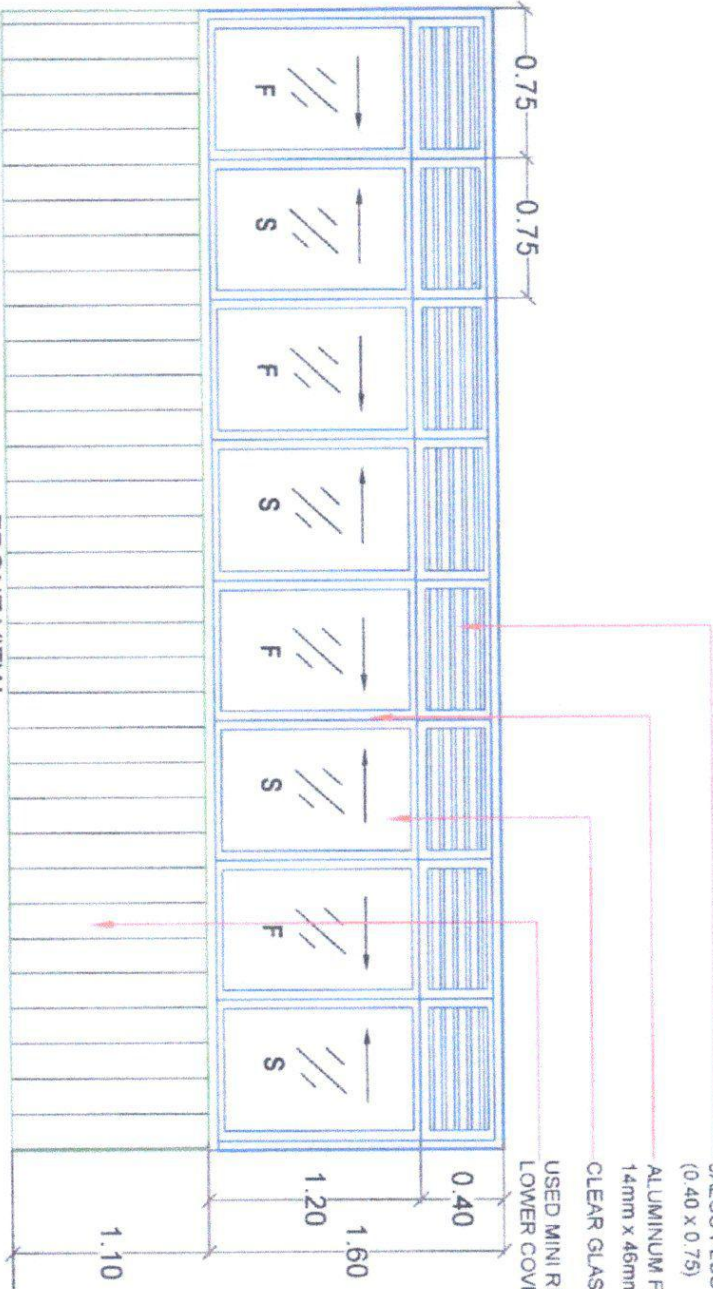 (0.40 x 0.75)
ALUMINUM F
14mm x 46mm
CLEAR GLAS
USED MINI R
LOWER COVE
0.75
0.75
0.40
1.60
1.20
F S F S F S F S
1.10